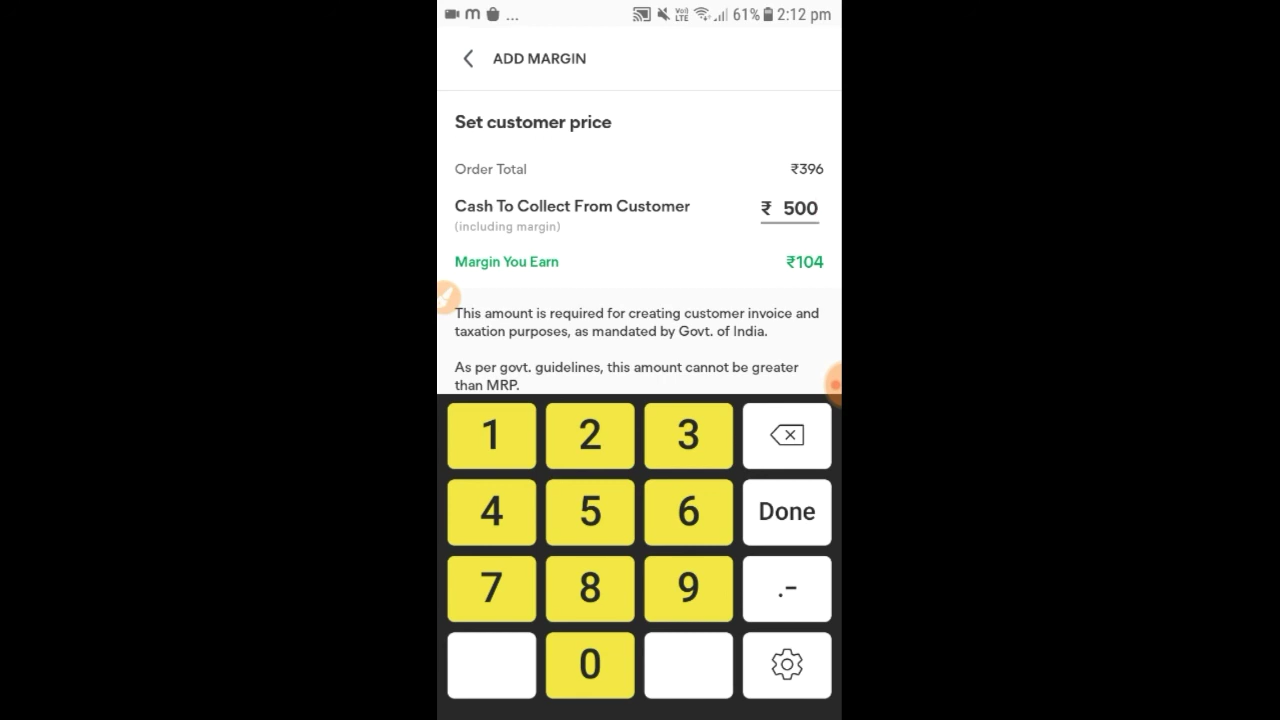 m ... VoLTE 61% 2:12 pm
ADD MARGIN
Set customer price
Order Total ₹396
Cash To Collect From Customer ₹ 500
(including margin)
Margin You Earn ₹104
This amount is required for creating customer invoice and
taxation purposes, as mandated by Govt. of India.
As per govt. guidelines, this amount cannot be greater
than MRP.
1 2 3
4 5 6 Done
7 8 9 .-
0